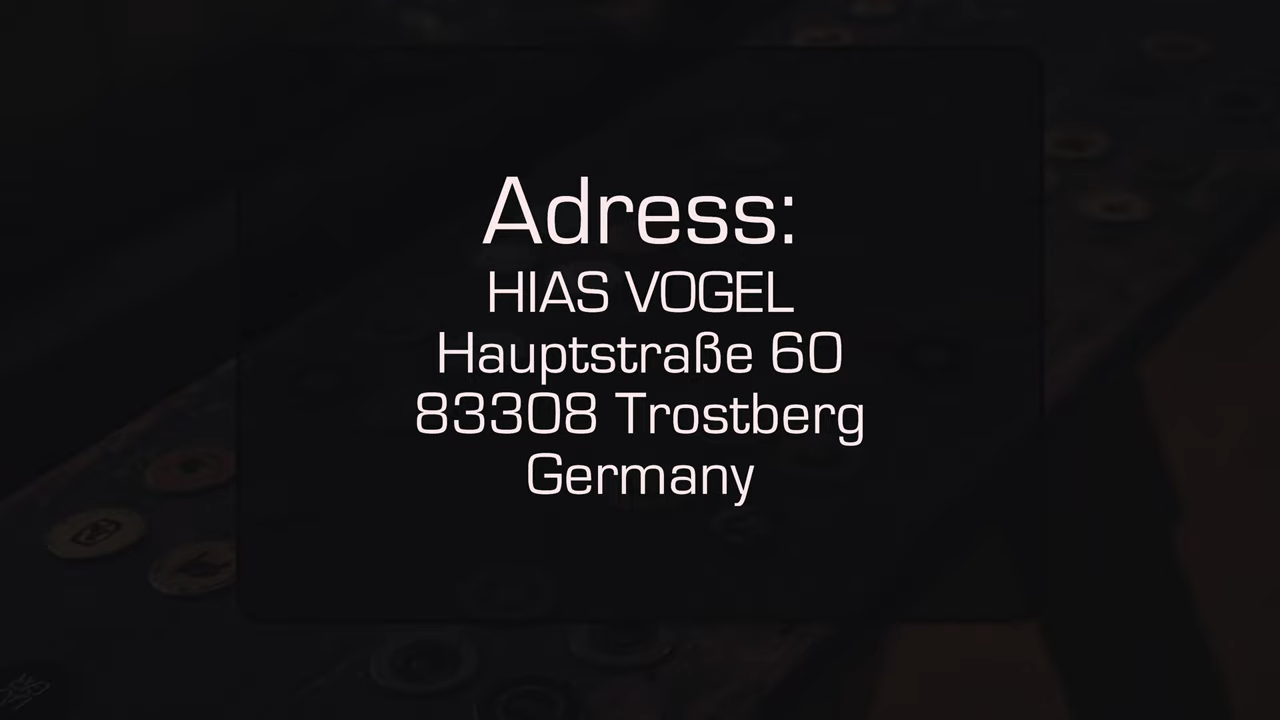 Adress:
HIAS VOGEL
Hauptstraße 60
83308 Trostberg
Germany